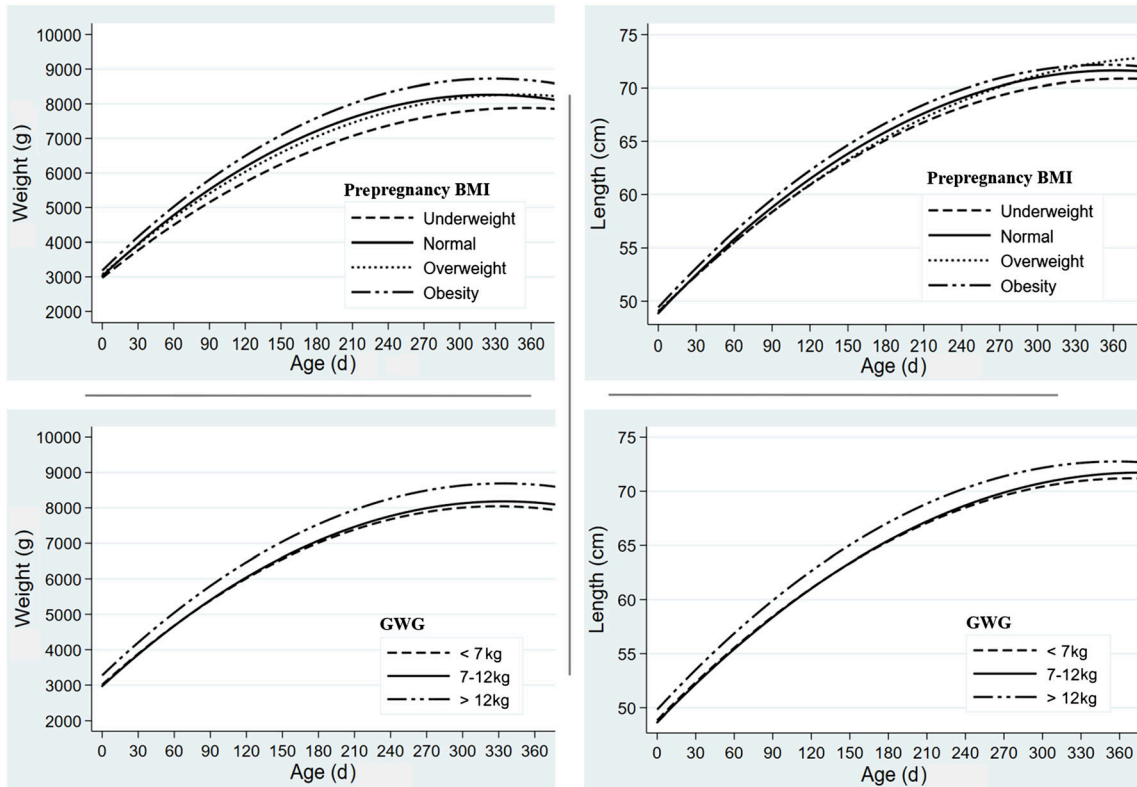 10000
9000
8000
7000
6000
5000
4000
3000
2000
Weight (g)
Prepregnancy BMI
Underweight
Normal
Overweight
Obesity
0 30 60 90 120 150 180 210 240 270 300 330 360
Age (d)
75
70
65
60
55
50
Length (cm)
Prepregnancy BMI
Underweight
Normal
Overweight
Obesity
0 30 60 90 120 150 180 210 240 270 300 330 360
Age (d)
10000
9000
8000
7000
6000
5000
4000
3000
2000
Weight (g)
GWG
< 7kg
7-12kg
> 12kg
0 30 60 90 120 150 180 210 240 270 300 330 360
Age (d)
75
70
65
60
55
50
Length (cm)
GWG
< 7kg
7-12kg
> 12kg
0 30 60 90 120 150 180 210 240 270 300 330 360
Age (d)